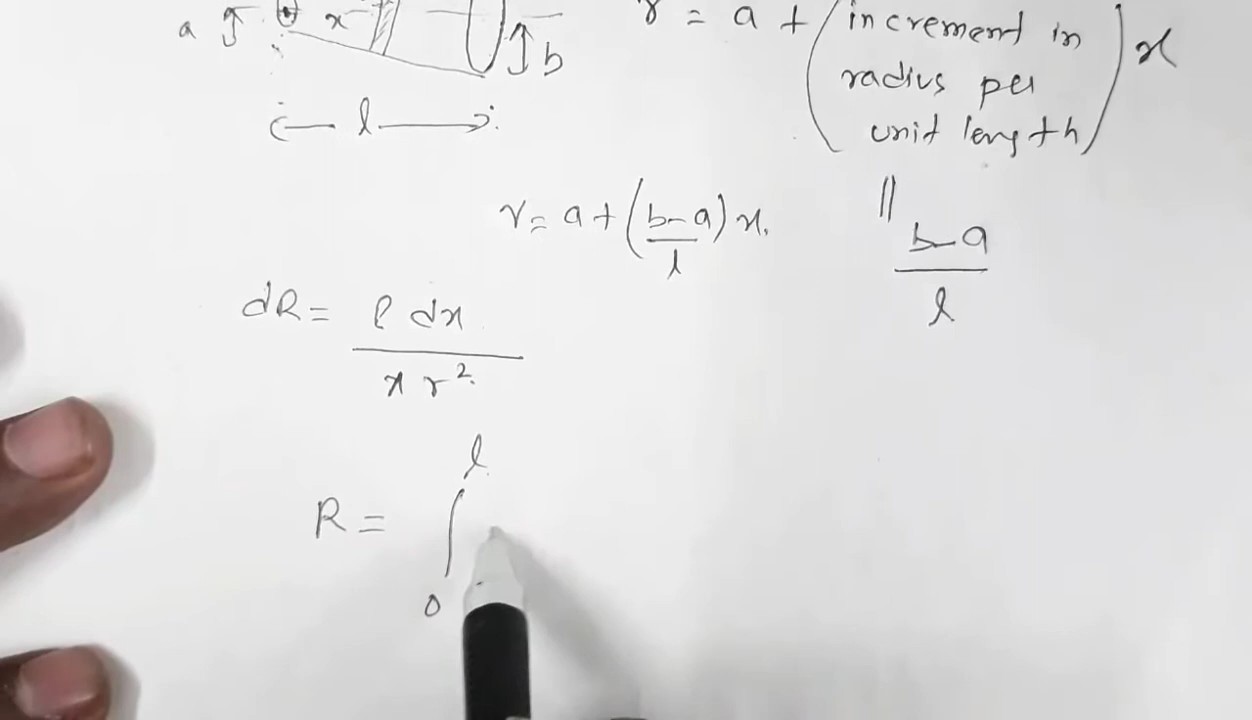 a x b
r = a + (increment in
radius per
unit length) x
l
r = a + (b-a/l) x.
||
b-a/l
dR = ρ dx / π r²
R = ∫₀ˡ